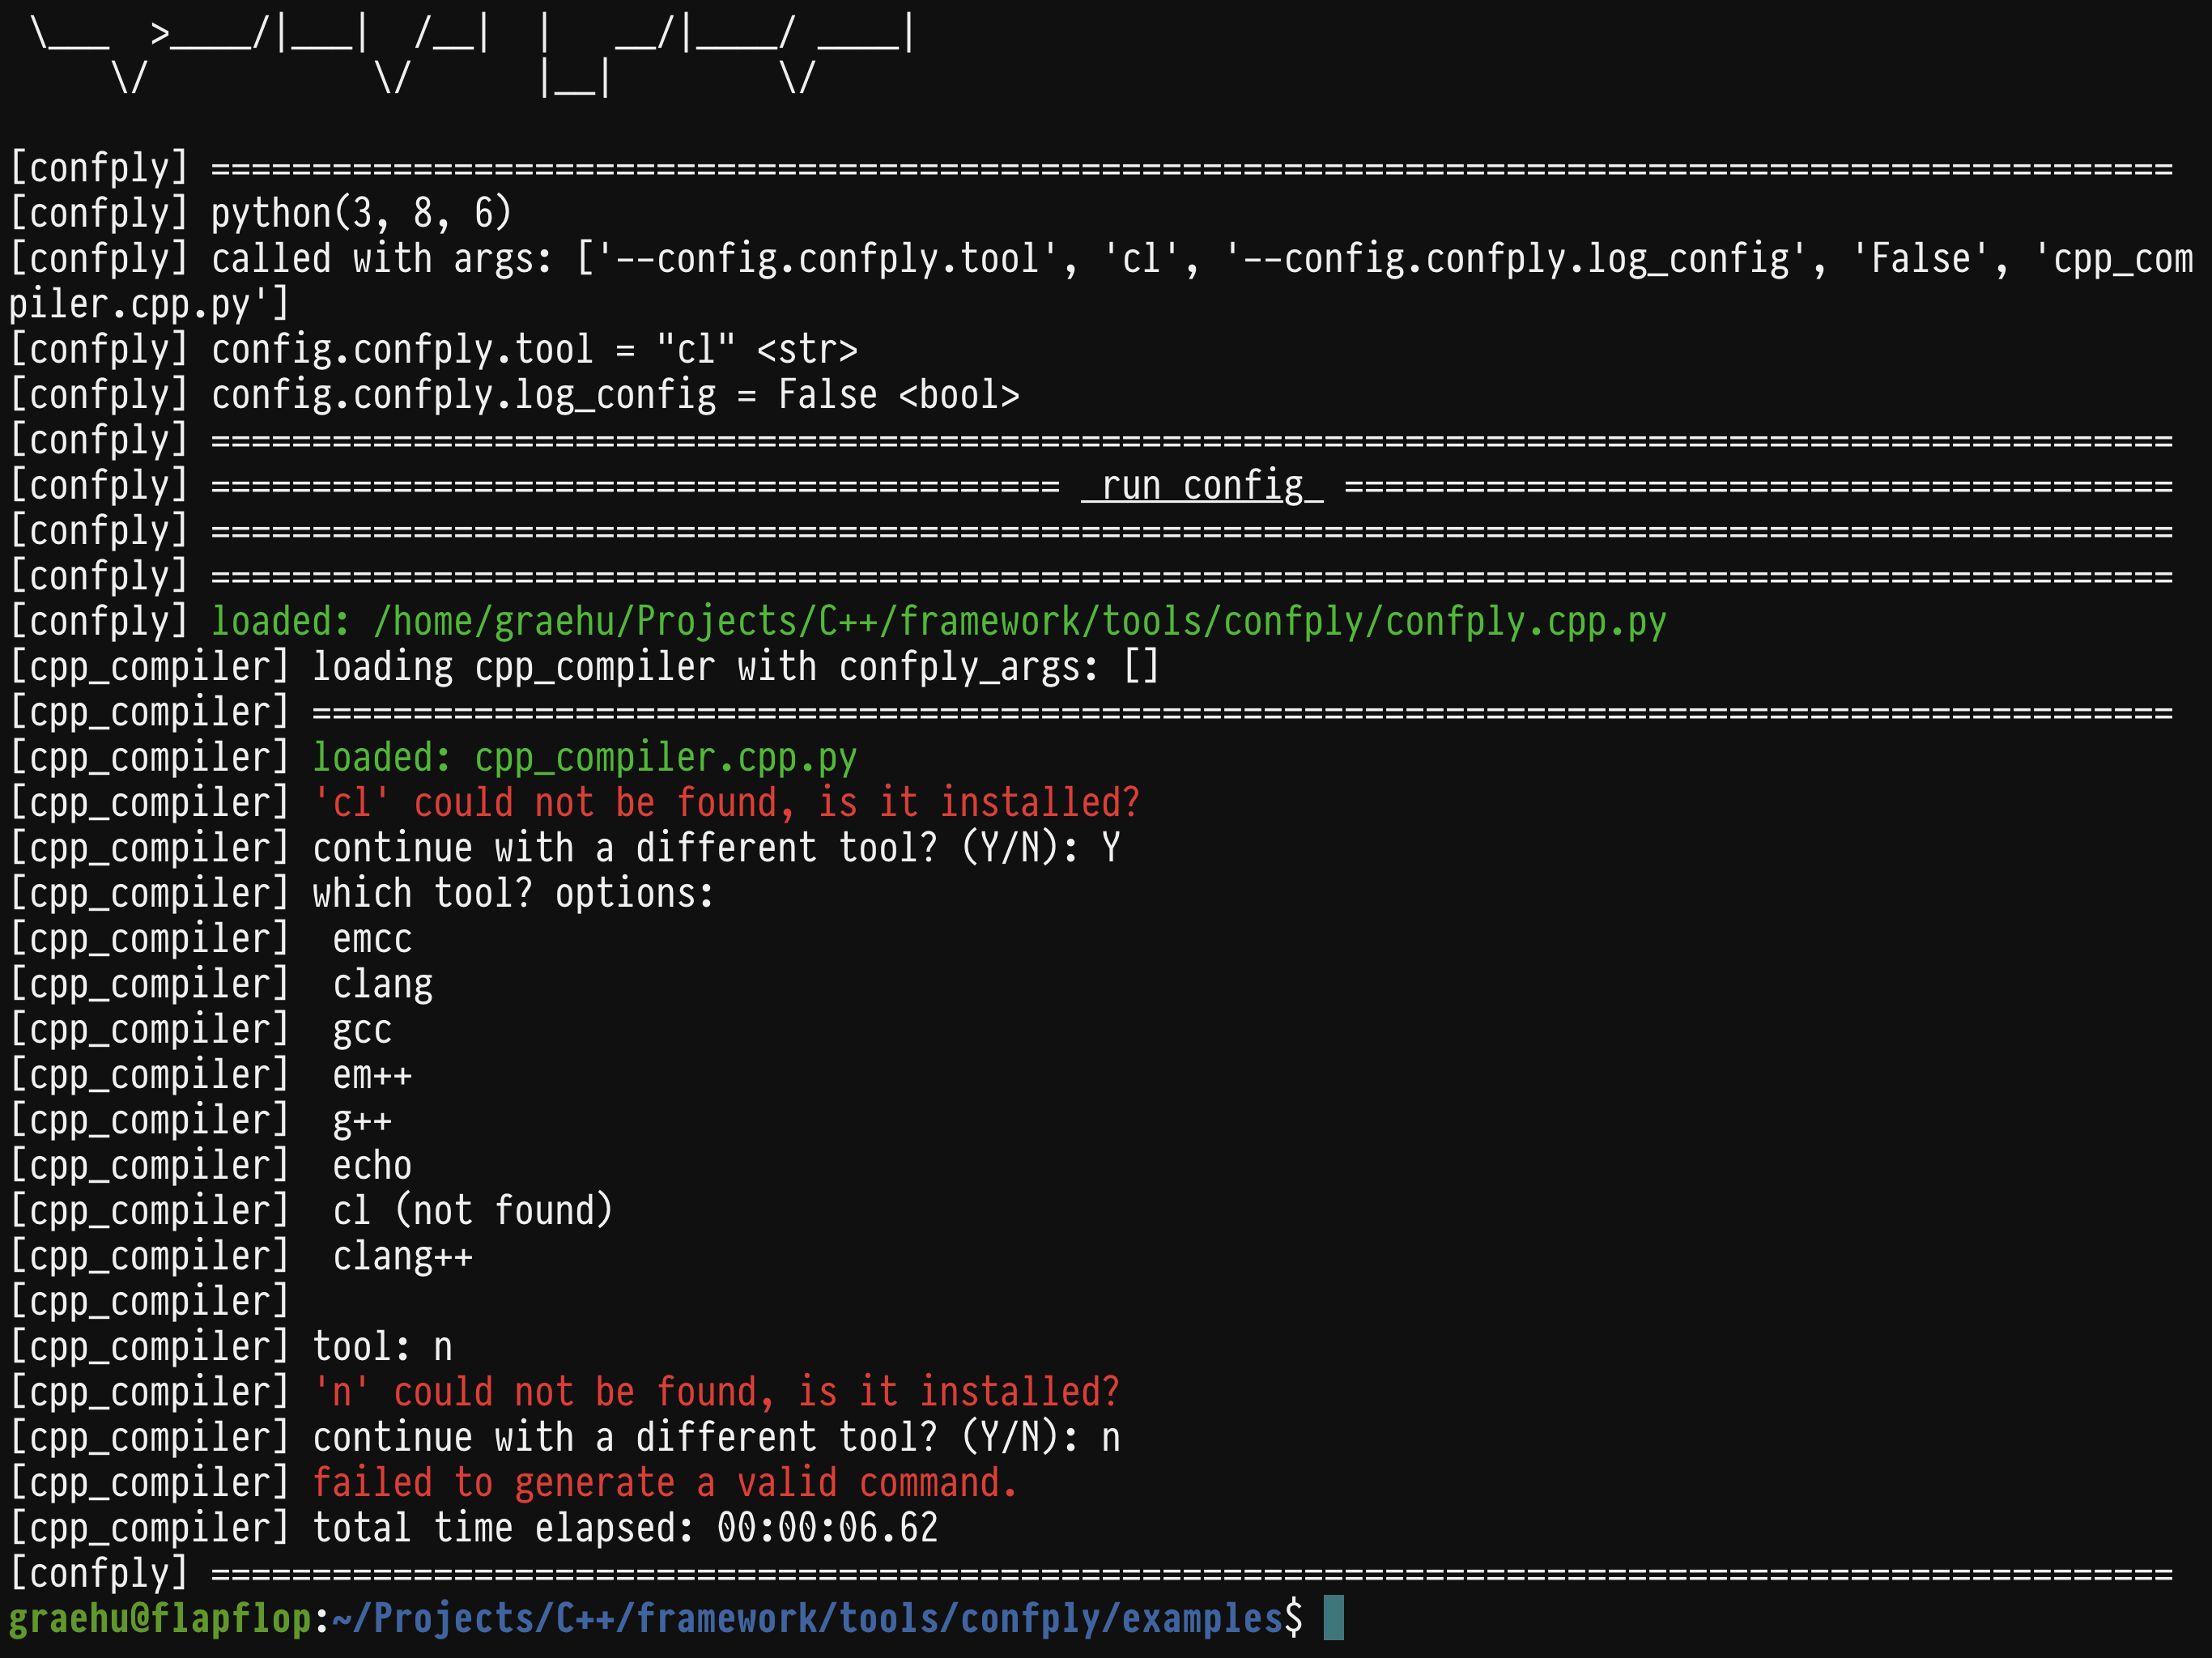 \___  >____/|___|  /__|  |   __/|____/ ____|
     \/           \/      |__|        \/

[confply] =================================================================================================
[confply] python(3, 8, 6)
[confply] called with args: ['--config.confply.tool', 'cl', '--config.confply.log_config', 'False', 'cpp_com
piler.cpp.py']
[confply] config.confply.tool = "cl" <str>
[confply] config.confply.log_config = False <bool>
[confply] =================================================================================================
[confply] ========================================== run config =========================================
[confply] =================================================================================================
[confply] =================================================================================================
[confply] loaded: /home/graehu/Projects/C++/framework/tools/confply/confply.cpp.py
[cpp_compiler] loading cpp_compiler with confply_args: []
[cpp_compiler] ============================================================================================
[cpp_compiler] loaded: cpp_compiler.cpp.py
[cpp_compiler] 'cl' could not be found, is it installed?
[cpp_compiler] continue with a different tool? (Y/N): Y
[cpp_compiler] which tool? options:
[cpp_compiler]  emcc
[cpp_compiler]  clang
[cpp_compiler]  gcc
[cpp_compiler]  em++
[cpp_compiler]  g++
[cpp_compiler]  echo
[cpp_compiler]  cl (not found)
[cpp_compiler]  clang++
[cpp_compiler]
[cpp_compiler] tool: n
[cpp_compiler] 'n' could not be found, is it installed?
[cpp_compiler] continue with a different tool? (Y/N): n
[cpp_compiler] failed to generate a valid command.
[cpp_compiler] total time elapsed: 00:00:06.62
[confply] =================================================================================================
graehu@flapflop:~/Projects/C++/framework/tools/confply/examples$